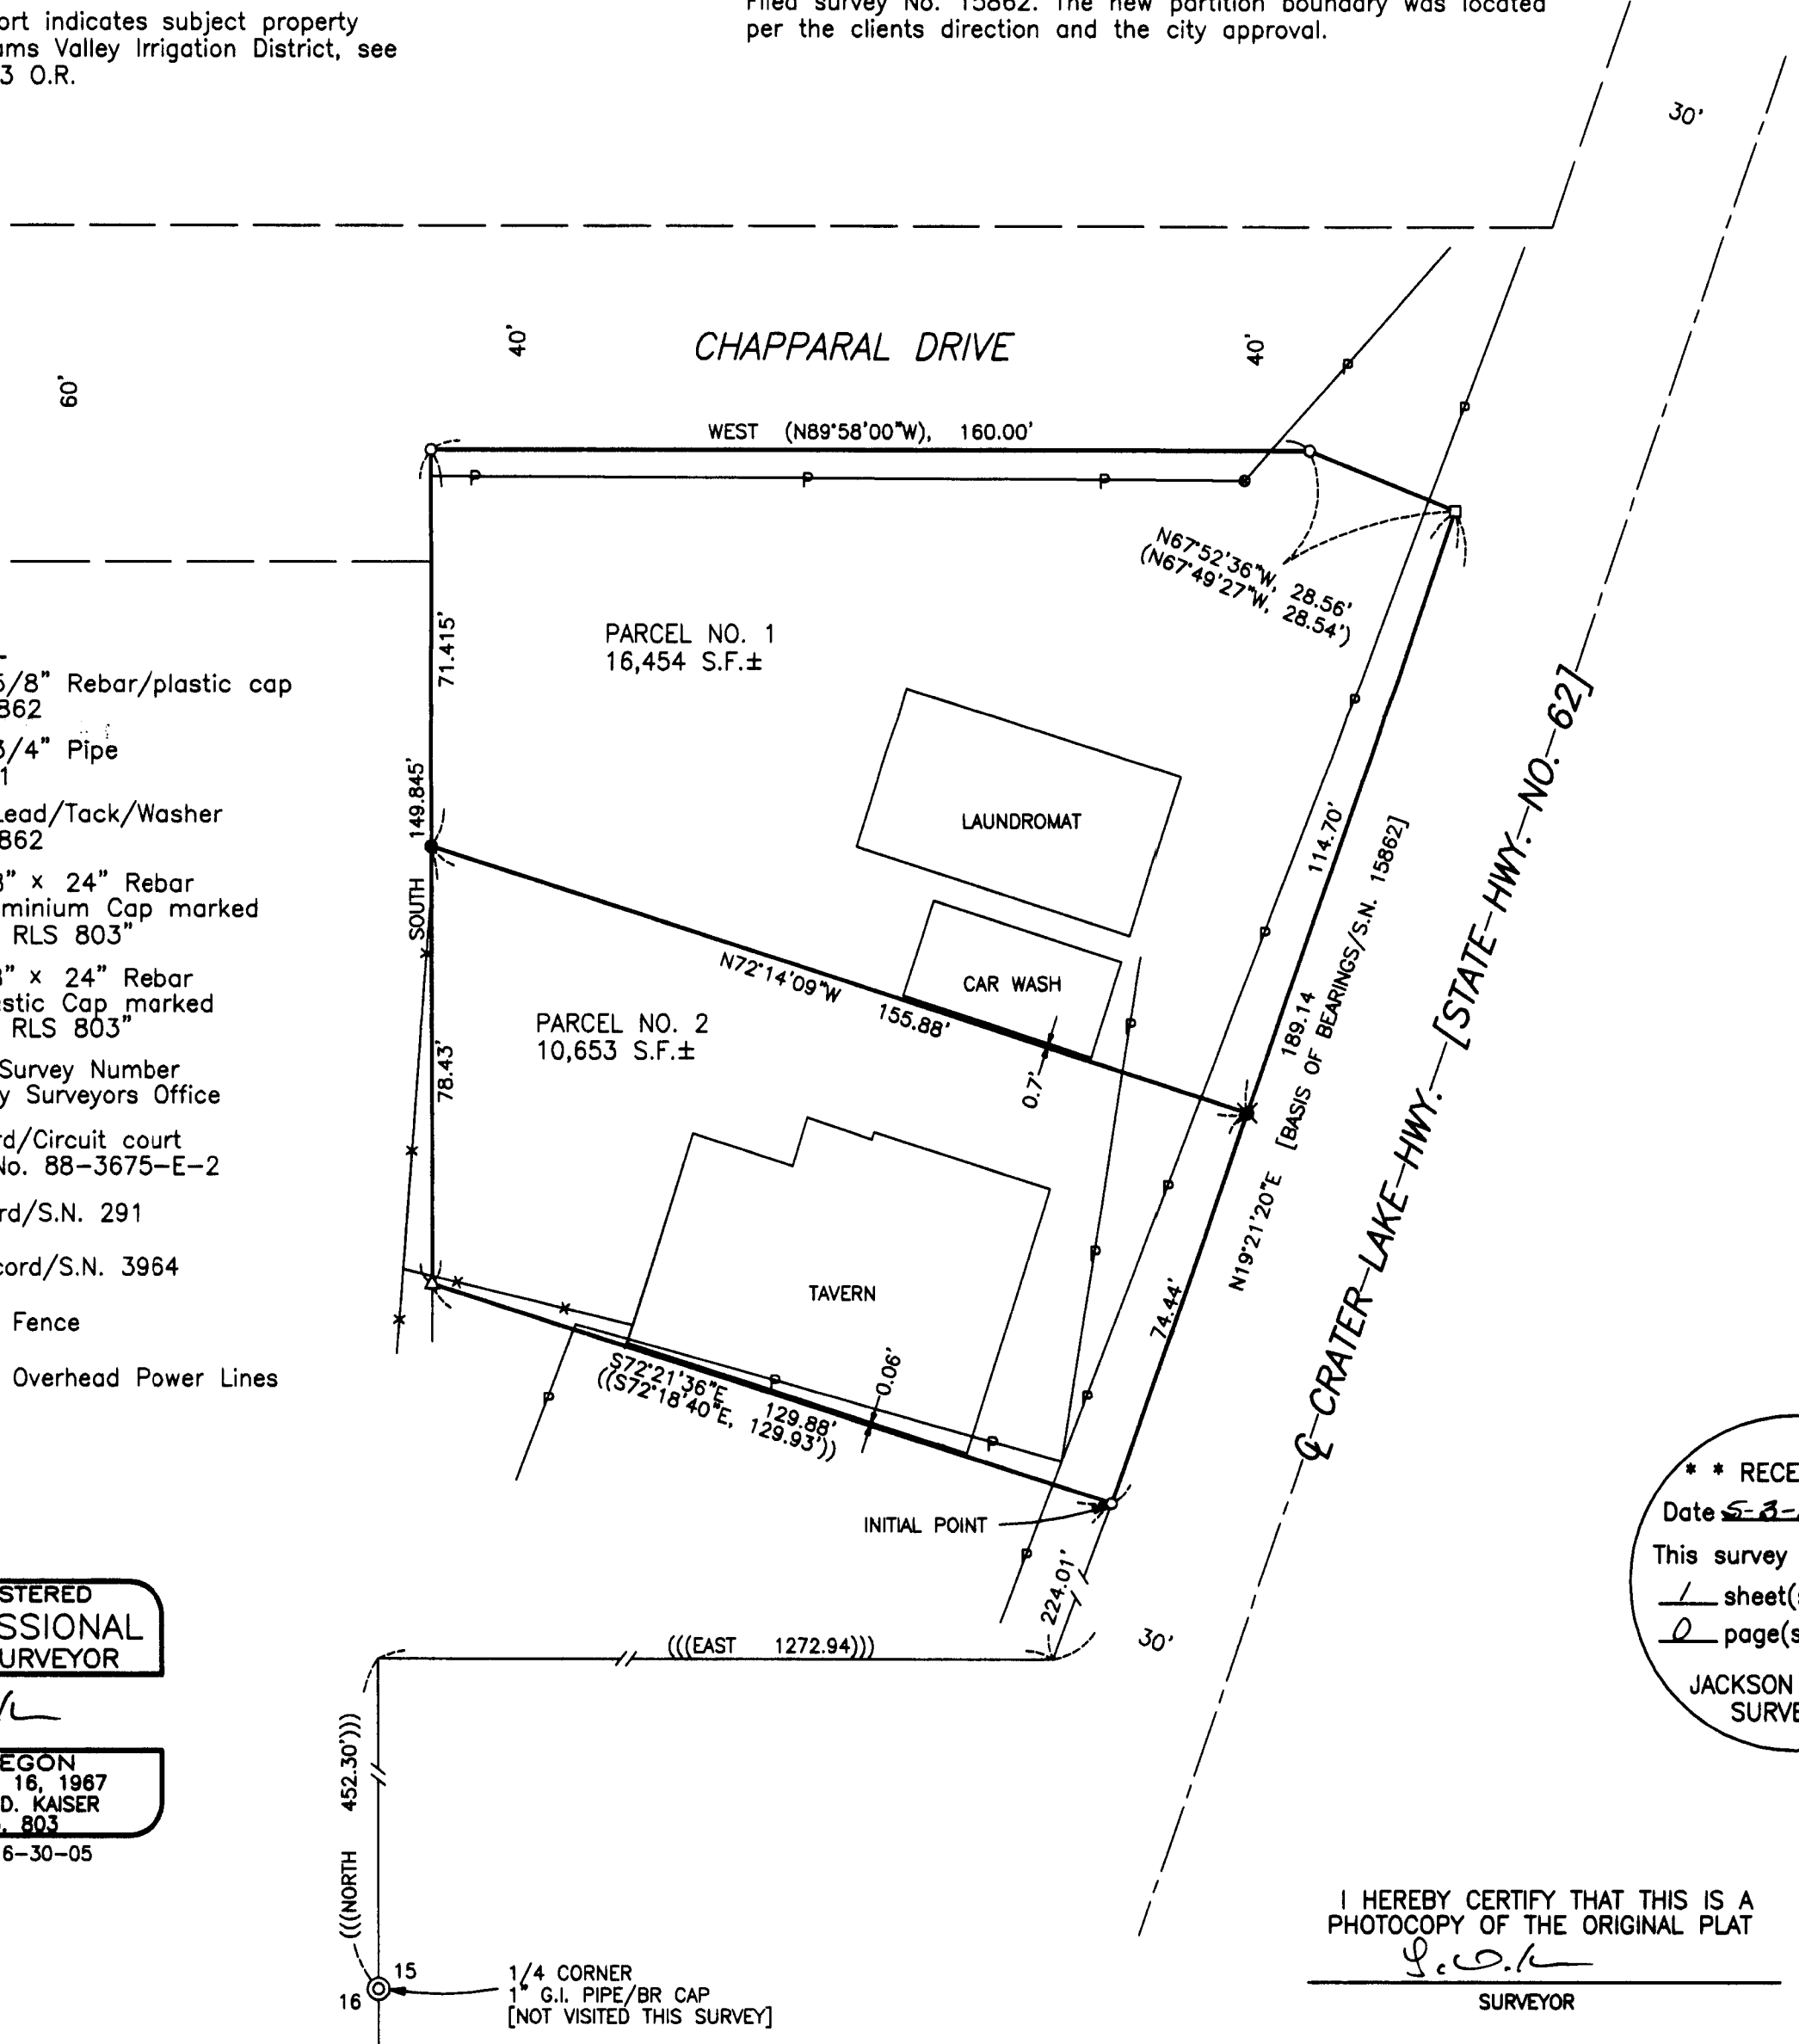 ort indicates subject property
ams Valley Irrigation District, see
3 O.R.
Filed survey No. 15862. The new partition boundary was located
per the clients direction and the city approval.
30'
40'
CHAPPARAL DRIVE
40'
60'
WEST (N89°58'00"W), 160.00'
N67°52'36"W, 28.56'
(N67°49'27"W, 28.54')
71.415'
PARCEL NO. 1
16,454 S.F.±
5/8" Rebar/plastic cap
862
3/4" Pipe
1
Lead/Tack/Washer
862
8" x 24" Rebar
minium Cap marked
RLS 803"
8" x 24" Rebar
astic Cap marked
RLS 803"
Survey Number
y Surveyors Office
rd/Circuit court
No. 88-3675-E-2
rd/S.N. 291
cord/S.N. 3964
Fence
Overhead Power Lines
149.845'
SOUTH
LAUNDROMAT
114.70'
N72°14'09"W 155.88'
CAR WASH
0.7'
PARCEL NO. 2
10,653 S.F.±
78.43'
N19°21'20"E 189.14
[BASIS OF BEARINGS/S.N. 15862]
℄ CRATER LAKE HWY. [STATE HWY. NO. 62]
TAVERN
74.44'
S72°21'36"E 129.88'
((S72°18'40"E, 129.93'))
0.06'
INITIAL POINT
224.01'
30'
(((EAST 1272.94)))
(((NORTH 452.30')))
15
16
1/4 CORNER
1" G.I. PIPE/BR CAP
[NOT VISITED THIS SURVEY]
STERED
SSIONAL
URVEYOR
EGON
16, 1967
D. KAISER
. 803
6-30-05
* * RECE
Date 5-3-
This survey
1 sheet(s
0 page(s
JACKSON
SURVE
I HEREBY CERTIFY THAT THIS IS A
PHOTOCOPY OF THE ORIGINAL PLAT
SURVEYOR